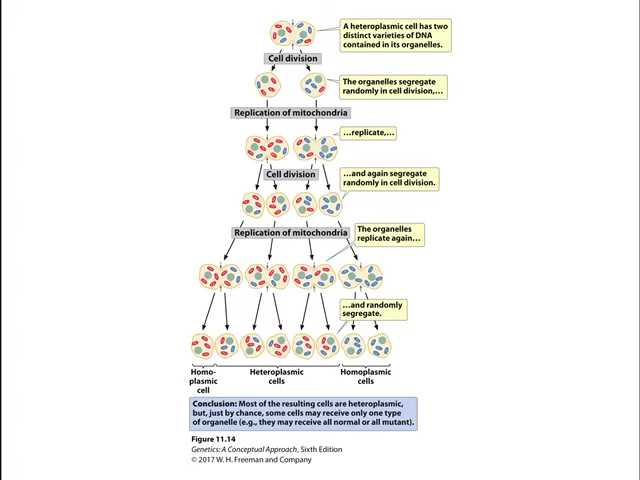 A heteroplasmic cell has two
distinct varieties of DNA
contained in its organelles.
Cell division
The organelles segregate
randomly in cell division,…
Replication of mitochondria
…replicate,…
Cell division
…and again segregate
randomly in cell division.
The organelles
replicate again…
Replication of mitochondria
…and randomly
segregate.
Homo-
plasmic
cell
Heteroplasmic
cells
Homoplasmic
cells
Conclusion: Most of the resulting cells are heteroplasmic,
but, just by chance, some cells may receive only one type
of organelle (e.g., they may receive all normal or all mutant).
Figure 11.14
Genetics: A Conceptual Approach, Sixth Edition
© 2017 W. H. Freeman and Company